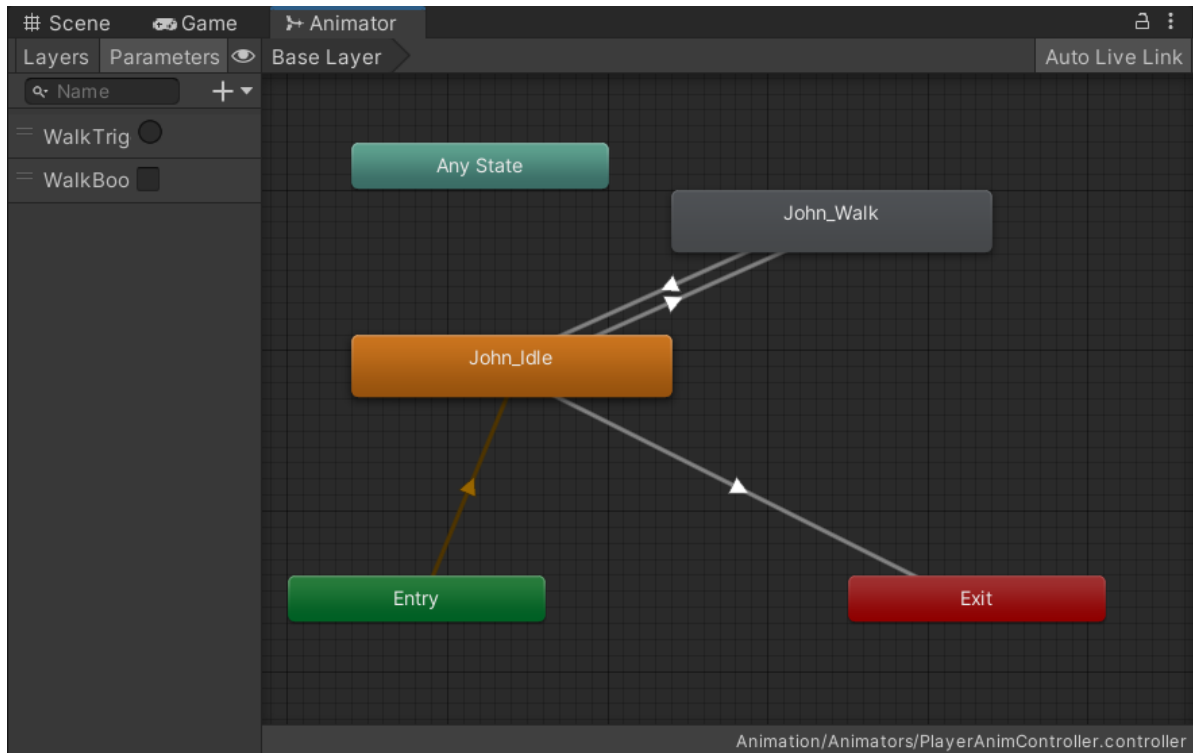 Scene Game Animator
Layers Parameters Base Layer Auto Live Link
Name
WalkTrig
WalkBoo
Any State
John_Walk
John_Idle
Entry
Exit
Animation/Animators/PlayerAnimController.controller